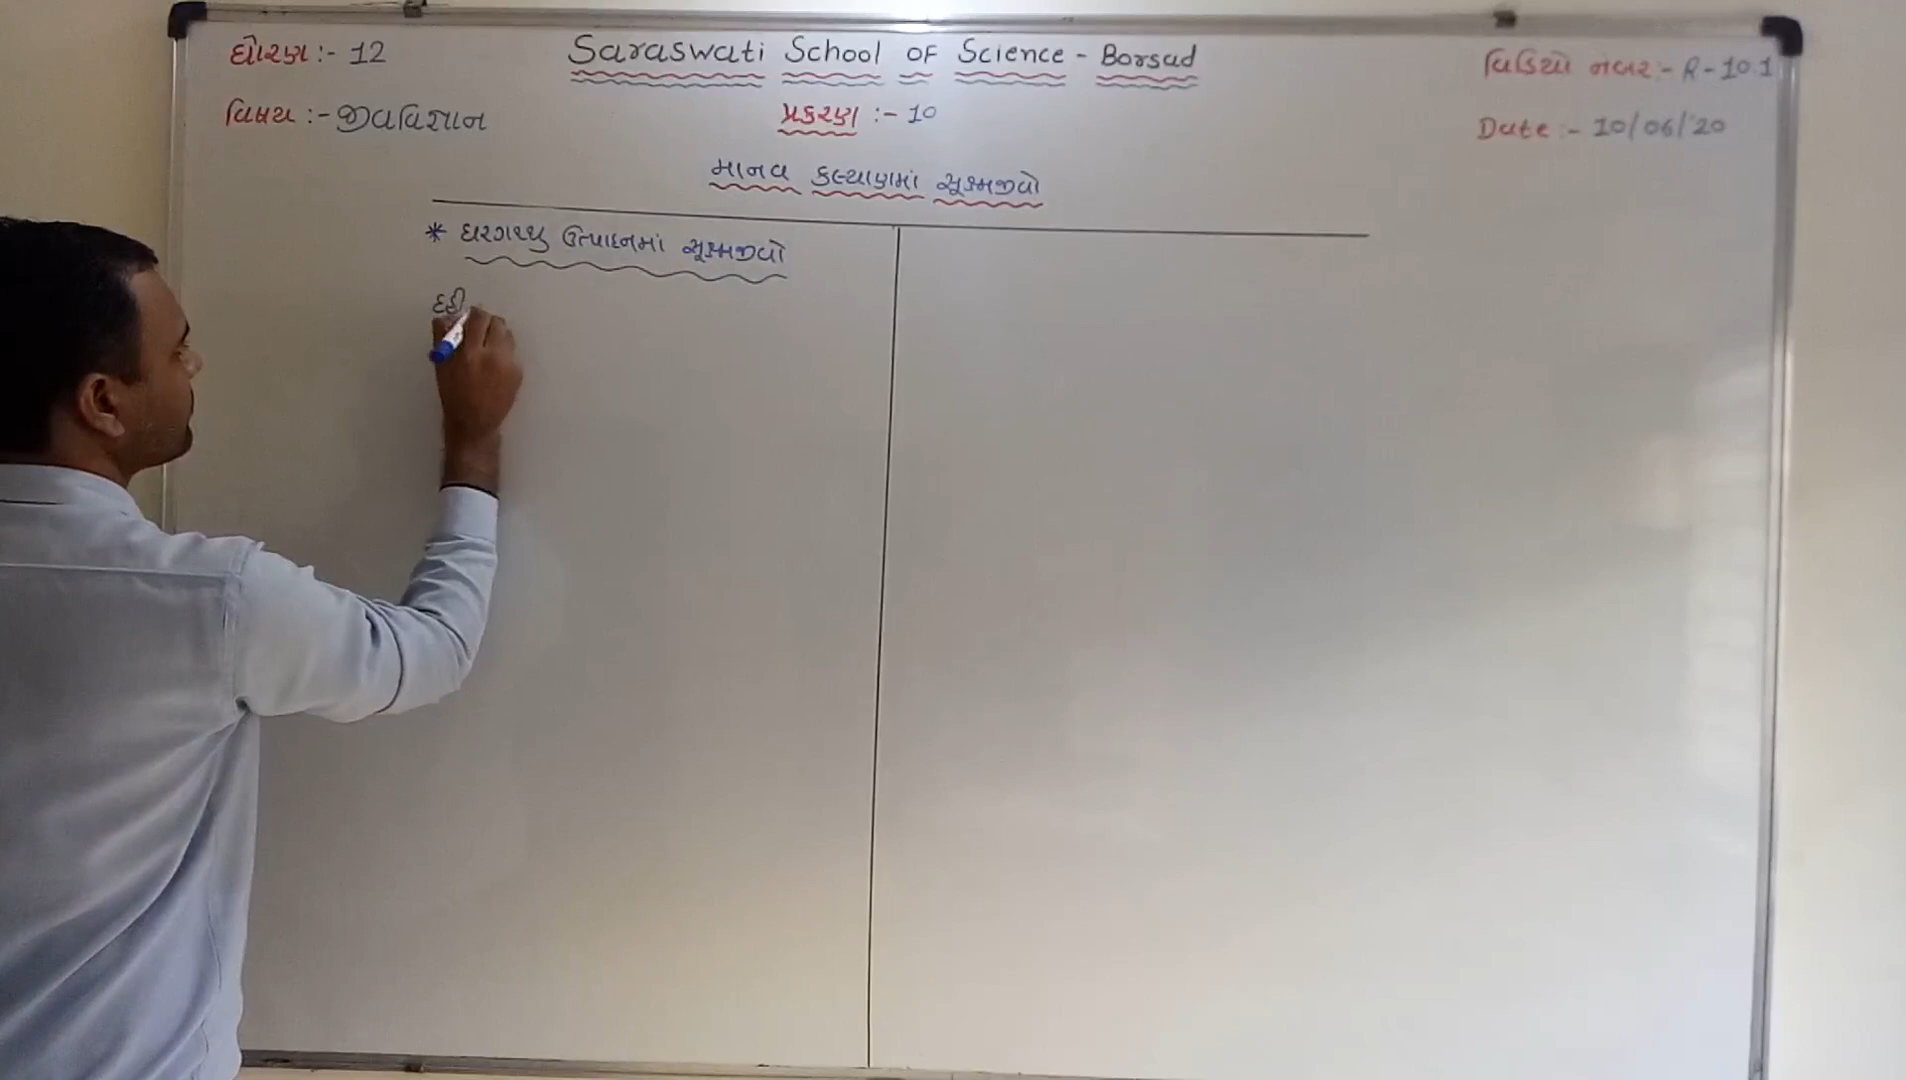 ધોરણ :- 12
Saraswati School of Science - Borsad
વિડિયો નંબર - R-10.1
વિષય :- જીવવિજ્ઞાન
પ્રકરણ :- 10
Date :- 10/06/20
માનવ કલ્યાણમાં સૂક્ષ્મજીવો
* ઘરગથ્થુ ઉત્પાદનમાં સૂક્ષ્મજીવો
દહી